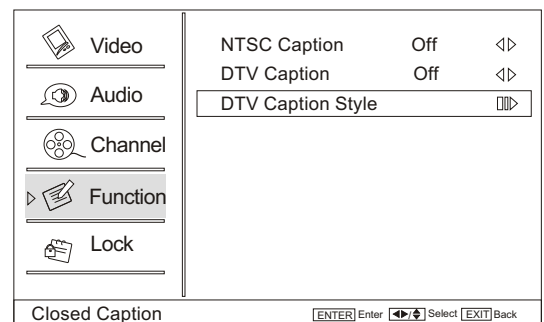 Video
Audio
Channel
Function
Lock
NTSC Caption Off
DTV Caption Off
DTV Caption Style
Closed Caption ENTER Enter ◀▶/▲▼ Select EXIT Back